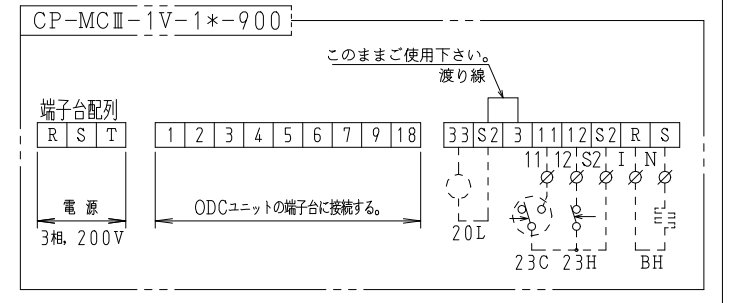 CP-MCⅢ-1V-1*-900
このままご使用下さい。
渡り線
端子台配列
R S T 1 2 3 4 5 6 7 9 18 33 S2 3 11 12 S2 R S
11 12 S2 I N
電源
ODCユニットの端子台に接続する。
3相, 200V
20L
23C 23H BH